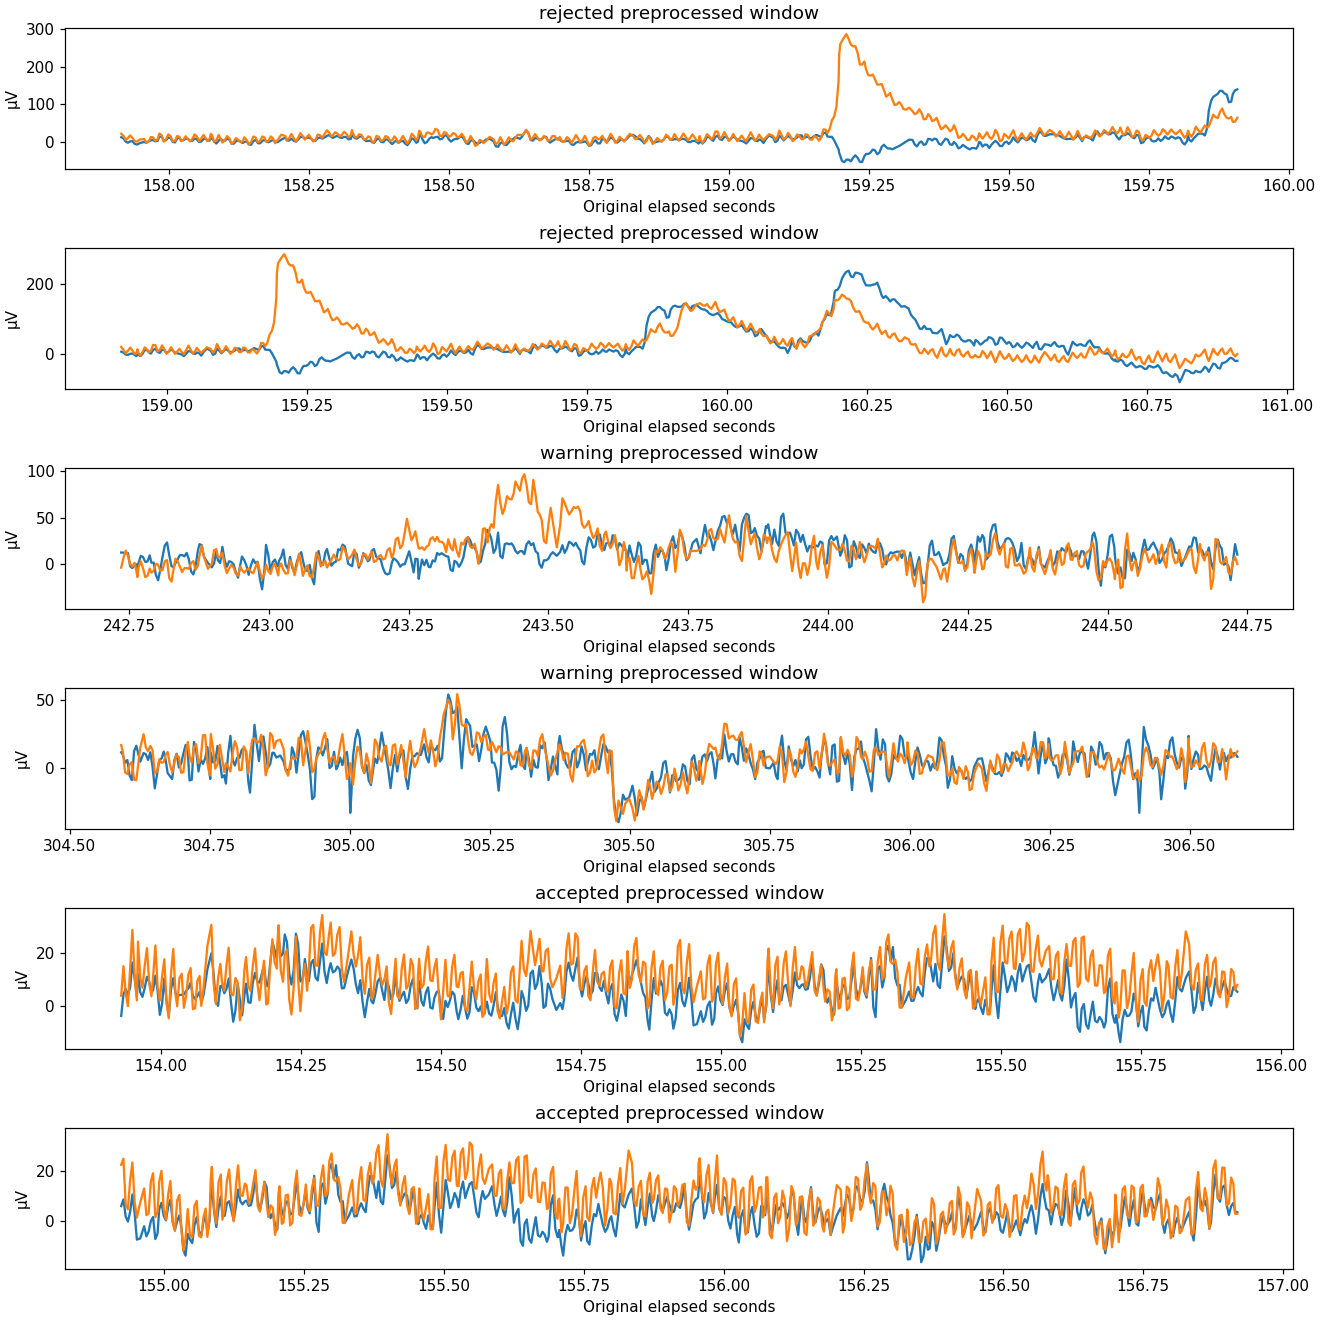 rejected preprocessed window
300
200
100
0
µV
158.00 158.25 158.50 158.75 159.00 159.25 159.50 159.75 160.00
Original elapsed seconds
rejected preprocessed window
200
0
µV
159.00 159.25 159.50 159.75 160.00 160.25 160.50 160.75 161.00
Original elapsed seconds
warning preprocessed window
100
50
0
µV
242.75 243.00 243.25 243.50 243.75 244.00 244.25 244.50 244.75
Original elapsed seconds
warning preprocessed window
50
0
µV
304.50 304.75 305.00 305.25 305.50 305.75 306.00 306.25 306.50
Original elapsed seconds
accepted preprocessed window
20
0
µV
154.00 154.25 154.50 154.75 155.00 155.25 155.50 155.75 156.00
Original elapsed seconds
accepted preprocessed window
20
0
µV
155.00 155.25 155.50 155.75 156.00 156.25 156.50 156.75 157.00
Original elapsed seconds